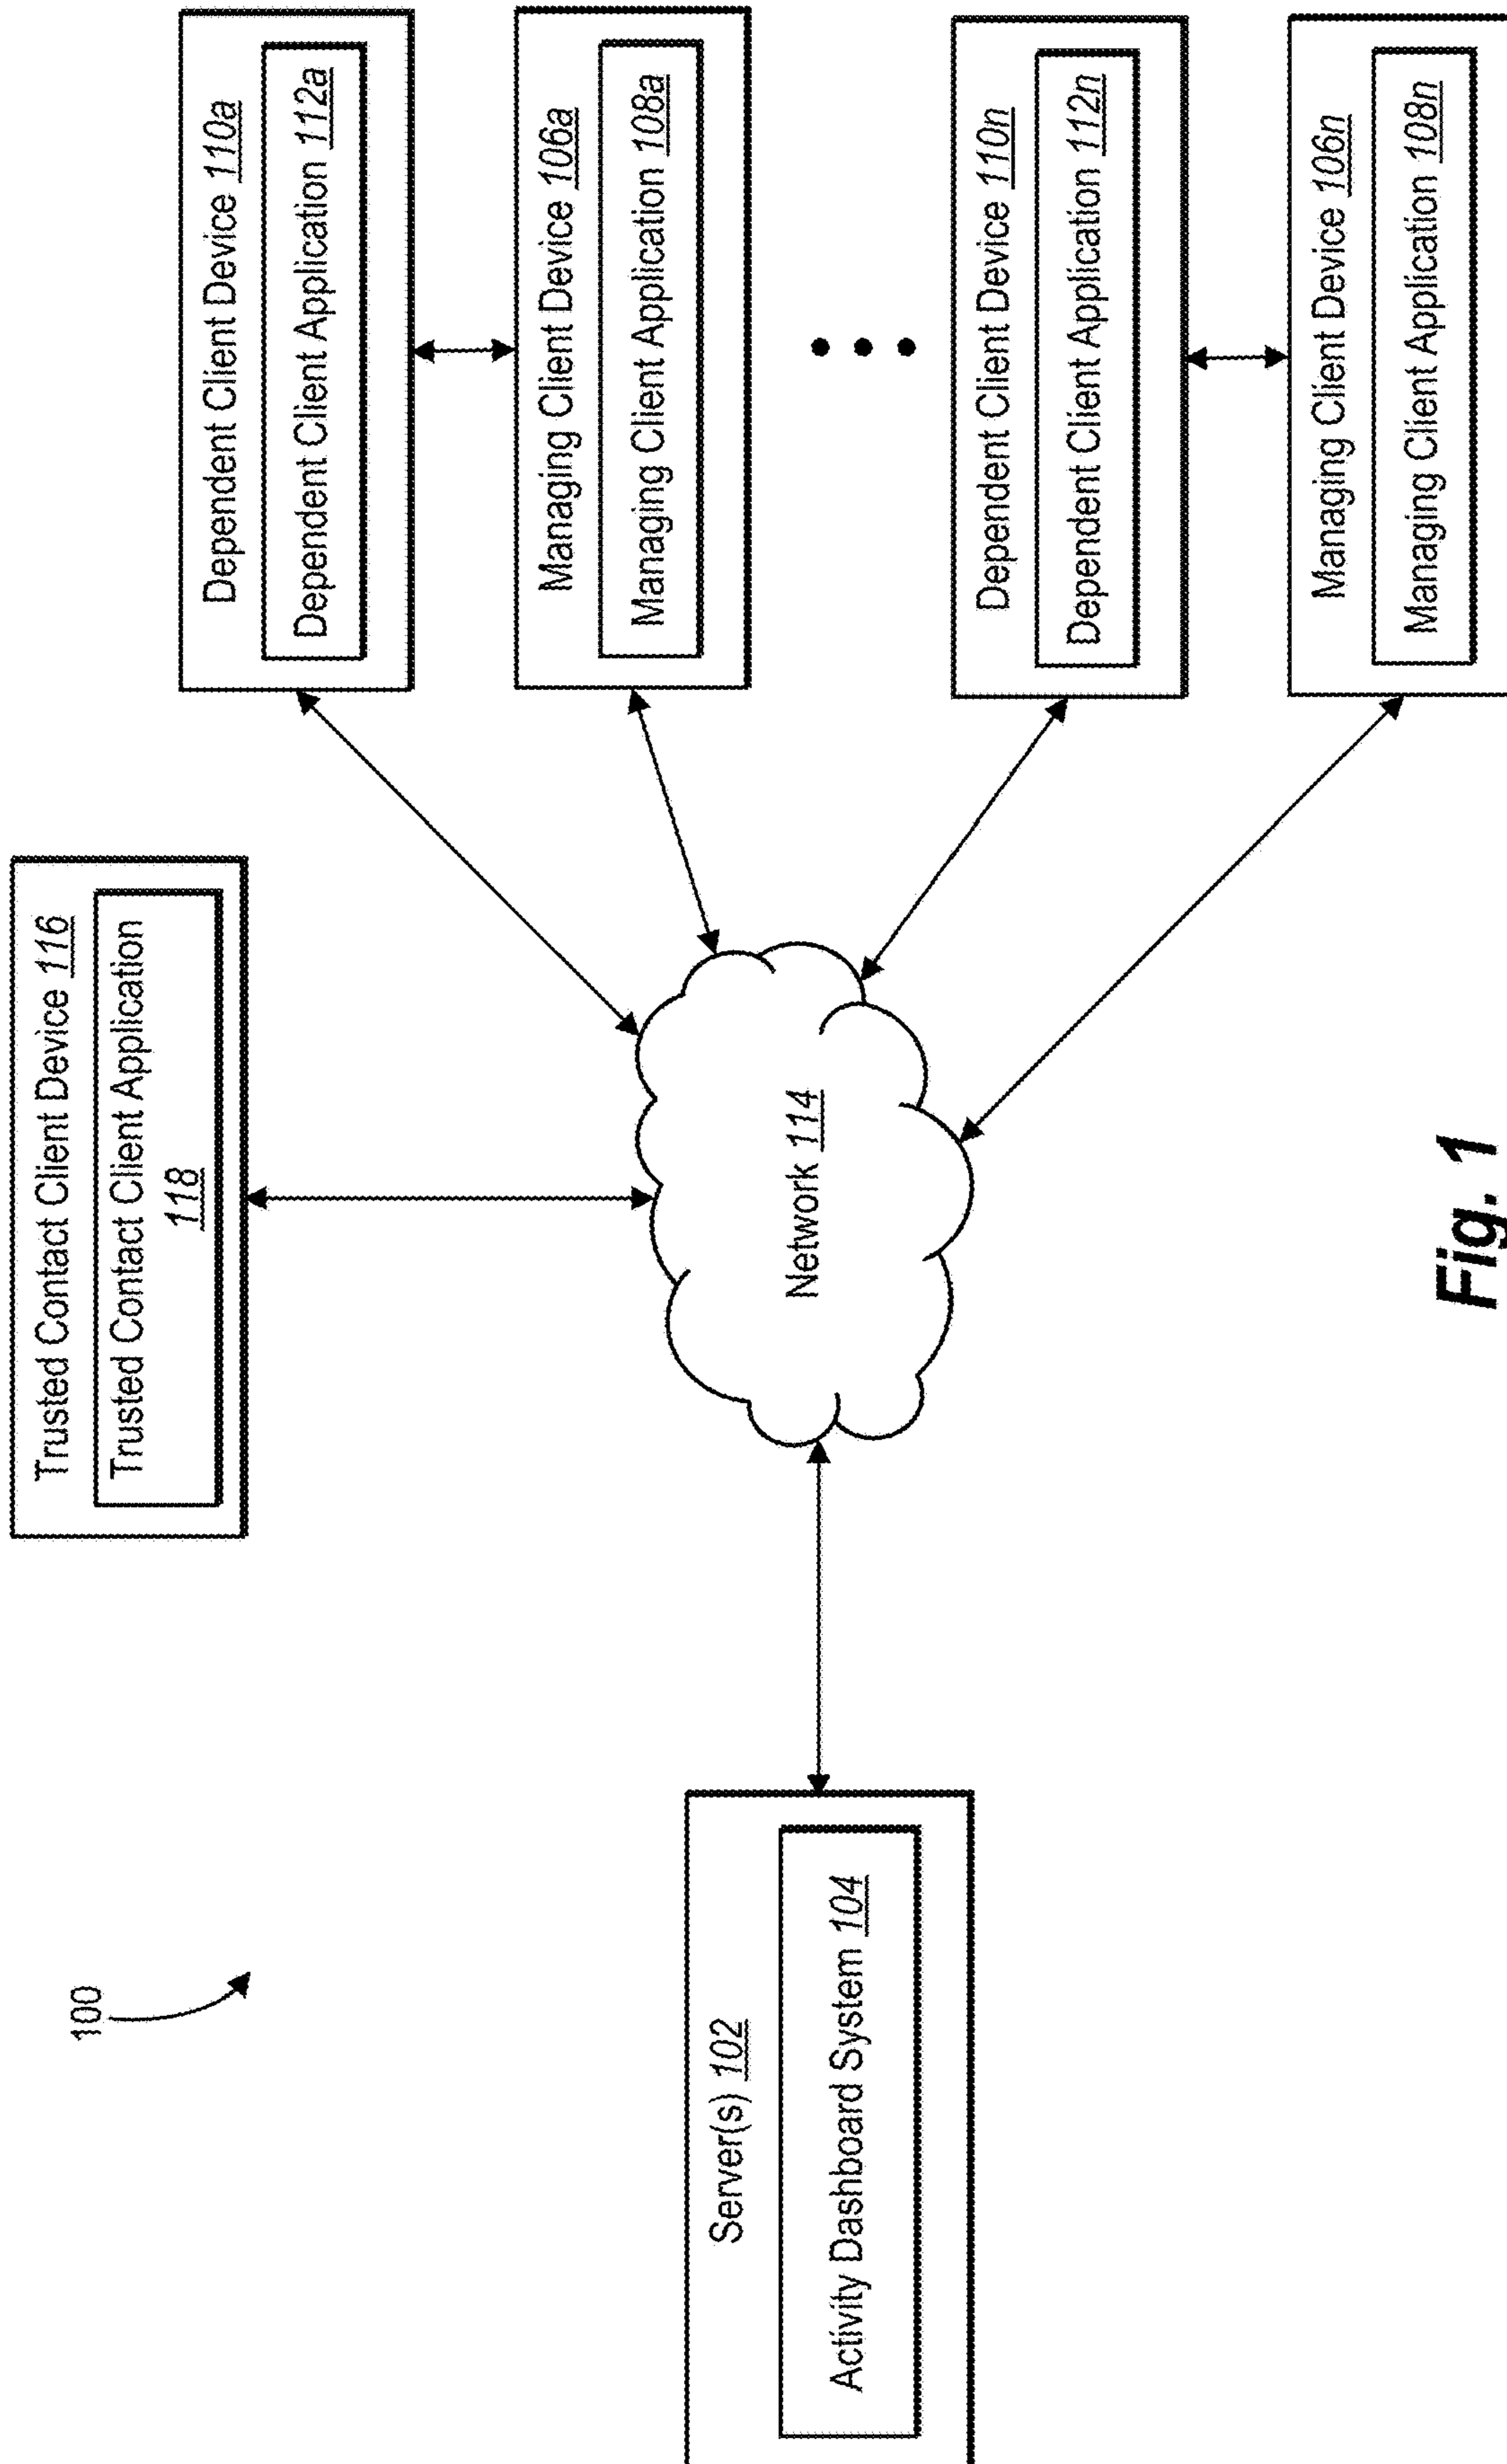 100
Trusted Contact Client Device 116
Trusted Contact Client Application
118
Server(s) 102
Activity Dashboard System 104
Network 114
Dependent Client Device 110a
Dependent Client Application 112a
Managing Client Device 106a
Managing Client Application 108a
Dependent Client Device 110n
Dependent Client Application 112n
Managing Client Device 106n
Managing Client Application 108n
Fig. 1